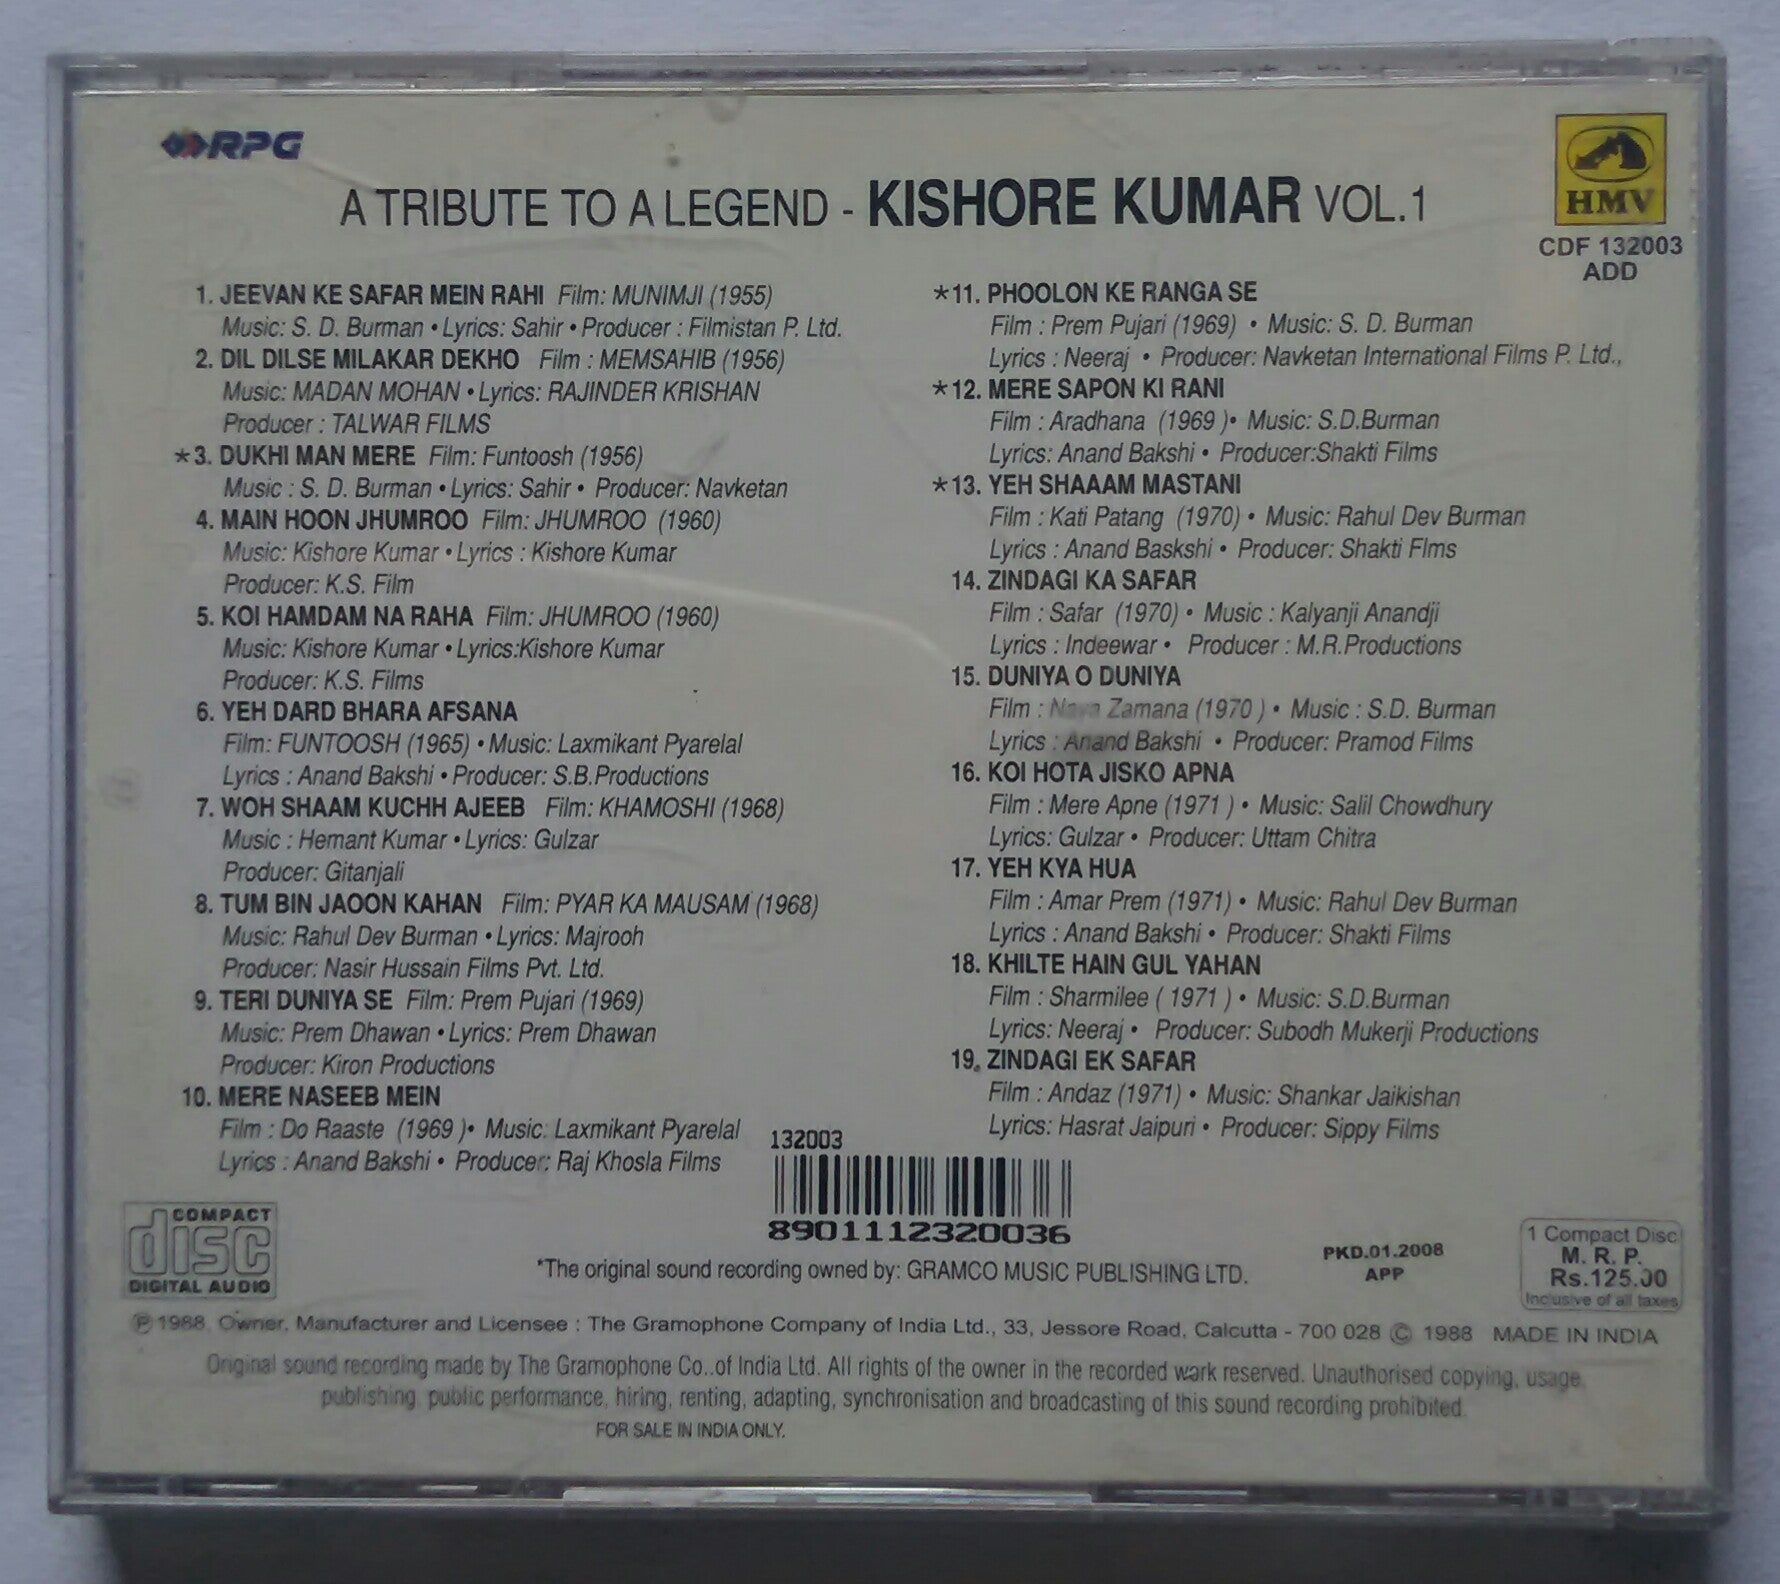 RPG
HMV
CDF 132003
ADD
A TRIBUTE TO A LEGEND - KISHORE KUMAR VOL.1
1. JEEVAN KE SAFAR MEIN RAHI Film: MUNIMJI (1955)
Music: S. D. Burman • Lyrics: Sahir • Producer : Filmistan P. Ltd.
2. DIL DILSE MILAKAR DEKHO Film : MEMSAHIB (1956)
Music: MADAN MOHAN • Lyrics: RAJINDER KRISHAN
Producer : TALWAR FILMS
*3. DUKHI MAN MERE Film: Funtoosh (1956)
Music : S. D. Burman • Lyrics: Sahir • Producer: Navketan
4. MAIN HOON JHUMROO Film: JHUMROO (1960)
Music: Kishore Kumar • Lyrics : Kishore Kumar
Producer: K.S. Film
5. KOI HAMDAM NA RAHA Film: JHUMROO (1960)
Music: Kishore Kumar • Lyrics:Kishore Kumar
Producer: K.S. Films
6. YEH DARD BHARA AFSANA
Film: FUNTOOSH (1965) • Music: Laxmikant Pyarelal
Lyrics : Anand Bakshi • Producer: S.B.Productions
7. WOH SHAAM KUCHH AJEEB Film: KHAMOSHI (1968)
Music : Hemant Kumar • Lyrics: Gulzar
Producer: Gitanjali
8. TUM BIN JAOON KAHAN Film: PYAR KA MAUSAM (1968)
Music: Rahul Dev Burman • Lyrics: Majrooh
Producer: Nasir Hussain Films Pvt. Ltd.
9. TERI DUNIYA SE Film: Prem Pujari (1969)
Music: Prem Dhawan • Lyrics: Prem Dhawan
Producer: Kiron Productions
10. MERE NASEEB MEIN
Film : Do Raaste (1969 )• Music: Laxmikant Pyarelal
Lyrics : Anand Bakshi • Producer: Raj Khosla Films
*11. PHOOLON KE RANGA SE
Film : Prem Pujari (1969) • Music: S. D. Burman
Lyrics : Neeraj • Producer: Navketan International Films P. Ltd.,
*12. MERE SAPON KI RANI
Film : Aradhana (1969 )• Music: S.D.Burman
Lyrics: Anand Bakshi • Producer:Shakti Films
*13. YEH SHAAAM MASTANI
Film : Kati Patang (1970) • Music: Rahul Dev Burman
Lyrics : Anand Baskshi • Producer: Shakti Flms
14. ZINDAGI KA SAFAR
Film : Safar (1970) • Music : Kalyanji Anandji
Lyrics : Indeewar • Producer : M.R.Productions
15. DUNIYA O DUNIYA
Film : Naya Zamana (1970 ) • Music : S.D. Burman
Lyrics : Anand Bakshi • Producer: Pramod Films
16. KOI HOTA JISKO APNA
Film : Mere Apne (1971 ) • Music: Salil Chowdhury
Lyrics: Gulzar • Producer: Uttam Chitra
17. YEH KYA HUA
Film : Amar Prem (1971) • Music: Rahul Dev Burman
Lyrics : Anand Bakshi • Producer: Shakti Films
18. KHILTE HAIN GUL YAHAN
Film : Sharmilee ( 1971 ) • Music: S.D.Burman
Lyrics: Neeraj • Producer: Subodh Mukerji Productions
19. ZINDAGI EK SAFAR
Film : Andaz (1971) • Music: Shankar Jaikishan
Lyrics: Hasrat Jaipuri • Producer: Sippy Films
132003
8901112320036
COMPACT
disc
DIGITAL AUDIO
*The original sound recording owned by: GRAMCO MUSIC PUBLISHING LTD.
PKD.01.2008
APP
1 Compact Disc
M. R. P.
Rs.125.00
Inclusive of all taxes
℗ 1988, Owner, Manufacturer and Licensee : The Gramophone Company of India Ltd., 33, Jessore Road, Calcutta - 700 028 © 1988 MADE IN INDIA
Original sound recording made by The Gramophone Co..of India Ltd. All rights of the owner in the recorded work reserved. Unauthorised copying, usage,
publishing, public performance, hiring, renting, adapting, synchronisation and broadcasting of this sound recording prohibited.
FOR SALE IN INDIA ONLY.